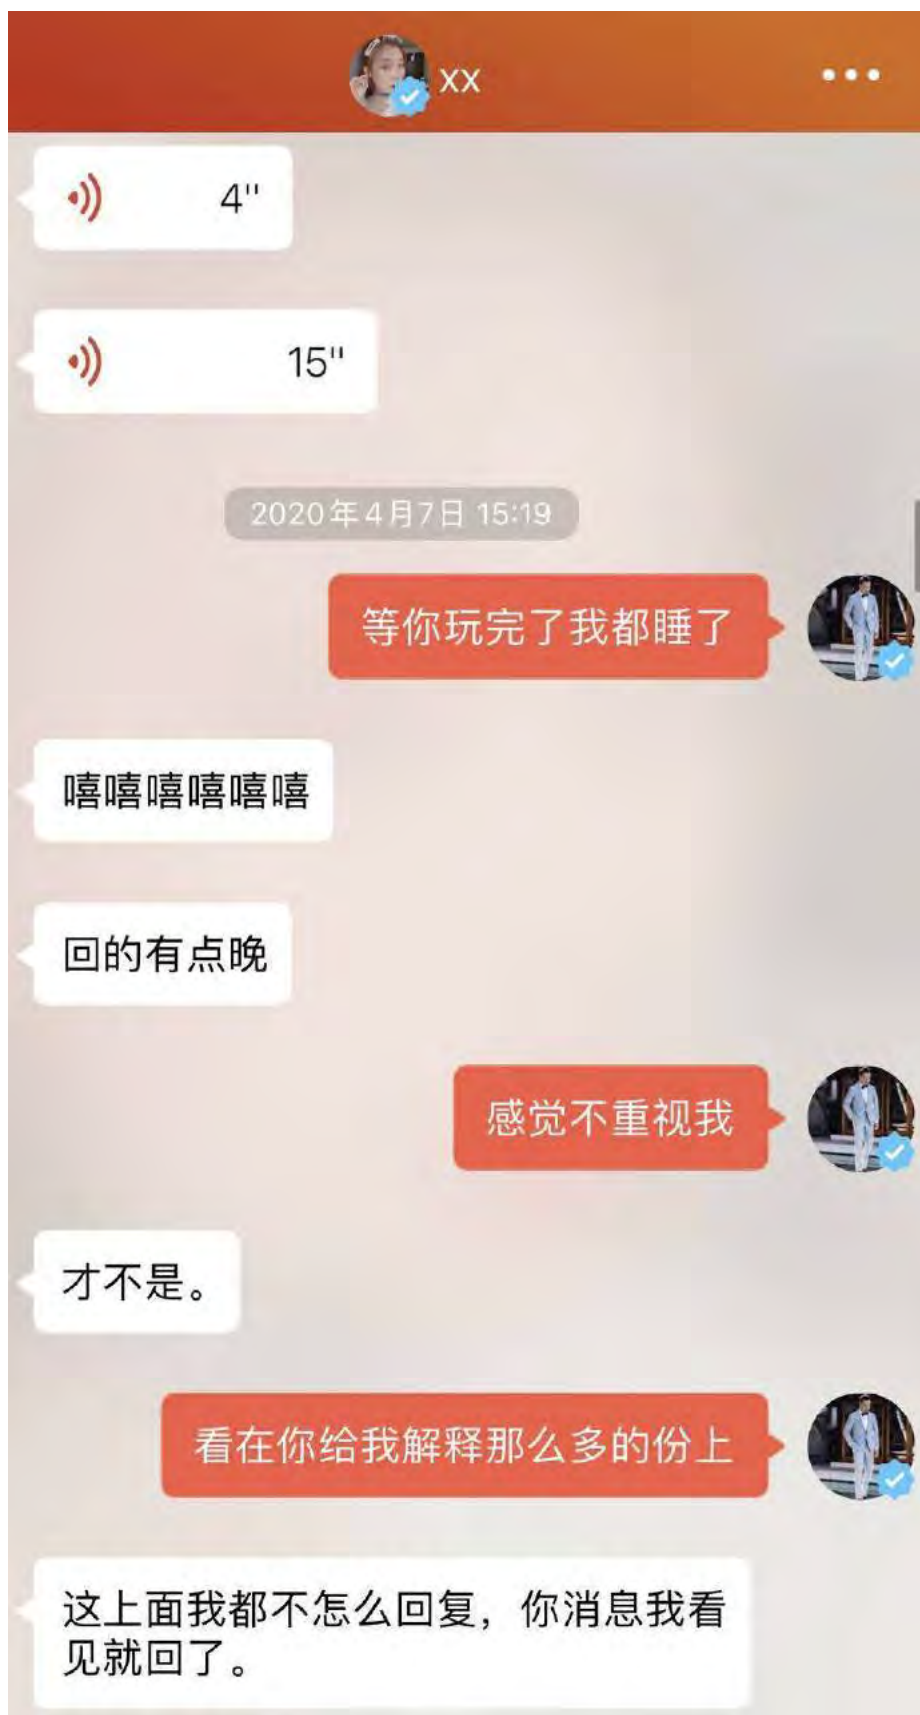 xx
4"
15"
2020年4月7日 15:19
等你玩完了我都睡了
嘻嘻嘻嘻嘻嘻
回的有点晚
感觉不重视我
才不是。
看在你给我解释那么多的份上
这上面我都不怎么回复，你消息我看
见就回了。